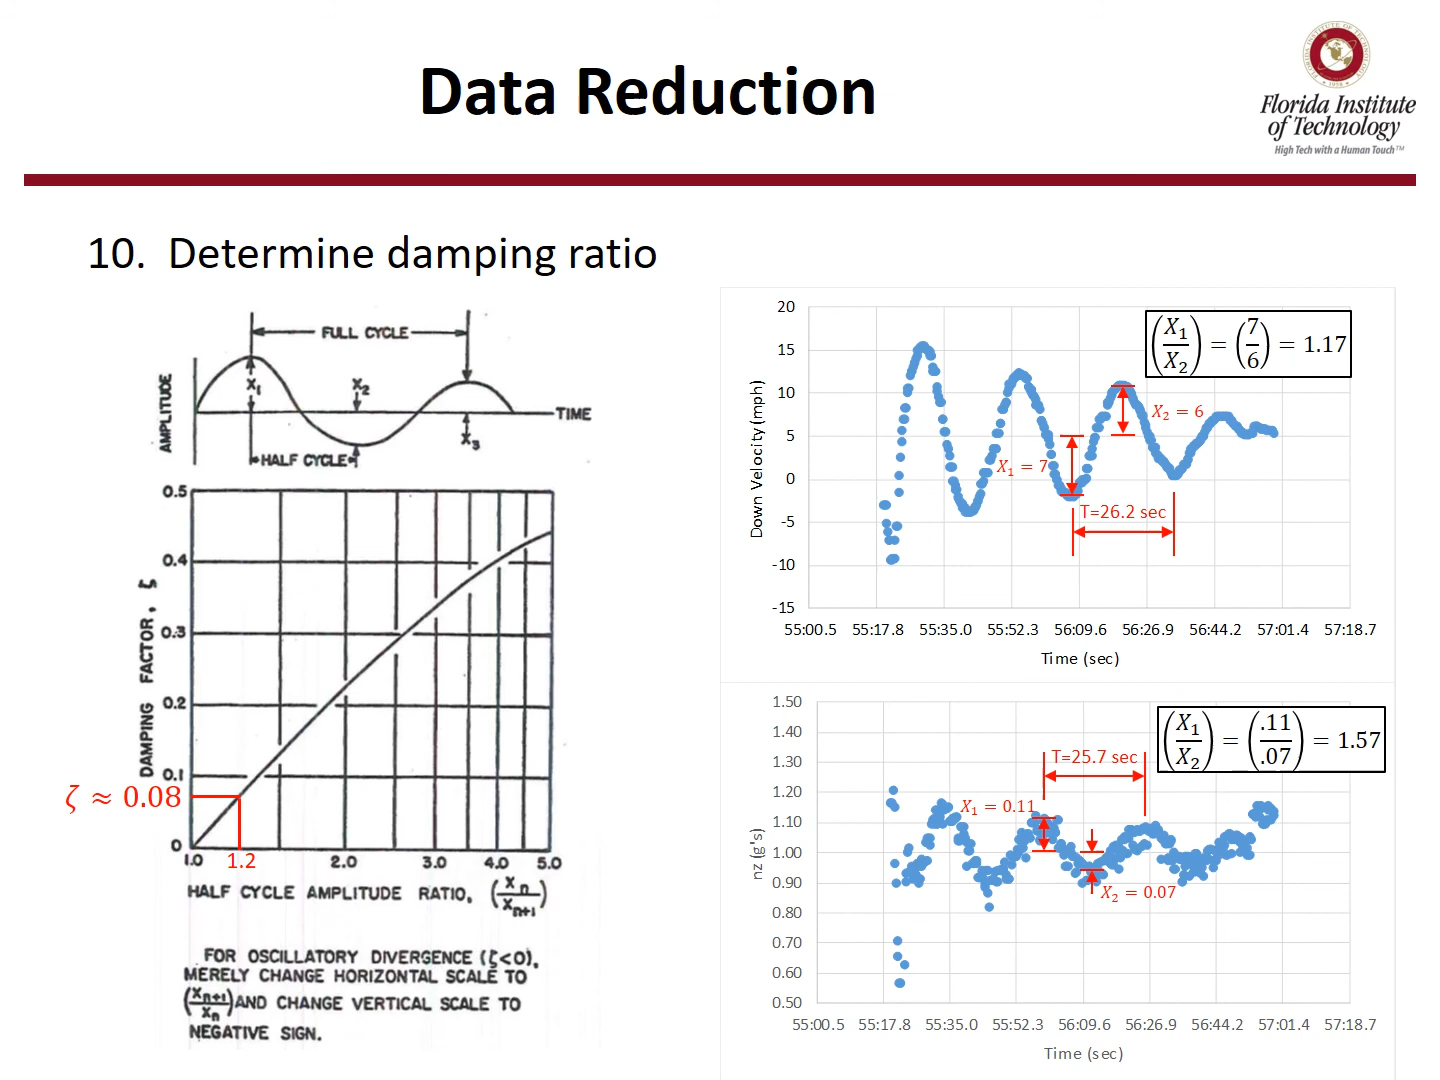 Data Reduction
Florida Institute
of Technology
High Tech with a Human Touch™
10. Determine damping ratio
FULL CYCLE
AMPLITUDE
X₁
X₂
X₃
TIME
HALF CYCLE
DAMPING FACTOR, ζ
0.5
0.4
0.3
0.2
0.1
0
ζ ≈ 0.08
1.0
1.2
2.0
3.0
4.0
5.0
HALF CYCLE AMPLITUDE RATIO, (Xn/Xn+1)
FOR OSCILLATORY DIVERGENCE (ζ<0),
MERELY CHANGE HORIZONTAL SCALE TO
(Xn+1/Xn) AND CHANGE VERTICAL SCALE TO
NEGATIVE SIGN.
Down Velocity (mph)
20
15
10
5
0
-5
-10
-15
(X₁/X₂) = (7/6) = 1.17
X₂ = 6
X₁ = 7
T=26.2 sec
55:00.5 55:17.8 55:35.0 55:52.3 56:09.6 56:26.9 56:44.2 57:01.4 57:18.7
Time (sec)
nz (g's)
1.50
1.40
1.30
1.20
1.10
1.00
0.90
0.80
0.70
0.60
0.50
(X₁/X₂) = (.11/.07) = 1.57
T=25.7 sec
X₁ = 0.11
X₂ = 0.07
55:00.5 55:17.8 55:35.0 55:52.3 56:09.6 56:26.9 56:44.2 57:01.4 57:18.7
Time (sec)